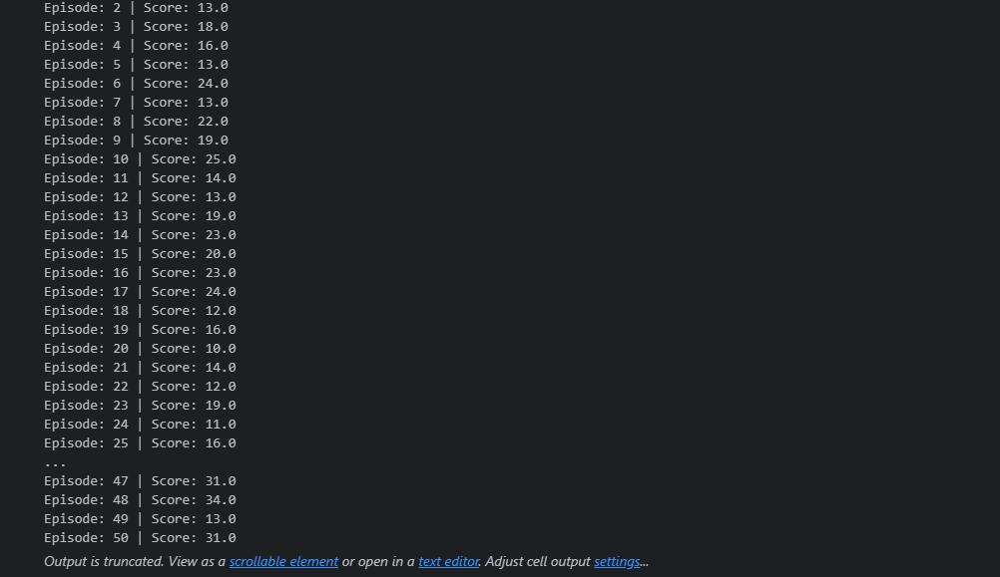 Episode: 2 | Score: 13.0
Episode: 3 | Score: 18.0
Episode: 4 | Score: 16.0
Episode: 5 | Score: 13.0
Episode: 6 | Score: 24.0
Episode: 7 | Score: 13.0
Episode: 8 | Score: 22.0
Episode: 9 | Score: 19.0
Episode: 10 | Score: 25.0
Episode: 11 | Score: 14.0
Episode: 12 | Score: 13.0
Episode: 13 | Score: 19.0
Episode: 14 | Score: 23.0
Episode: 15 | Score: 20.0
Episode: 16 | Score: 23.0
Episode: 17 | Score: 24.0
Episode: 18 | Score: 12.0
Episode: 19 | Score: 16.0
Episode: 20 | Score: 10.0
Episode: 21 | Score: 14.0
Episode: 22 | Score: 12.0
Episode: 23 | Score: 19.0
Episode: 24 | Score: 11.0
Episode: 25 | Score: 16.0
...
Episode: 47 | Score: 31.0
Episode: 48 | Score: 34.0
Episode: 49 | Score: 13.0
Episode: 50 | Score: 31.0
Output is truncated. View as a scrollable element or open in a text editor. Adjust cell output settings...